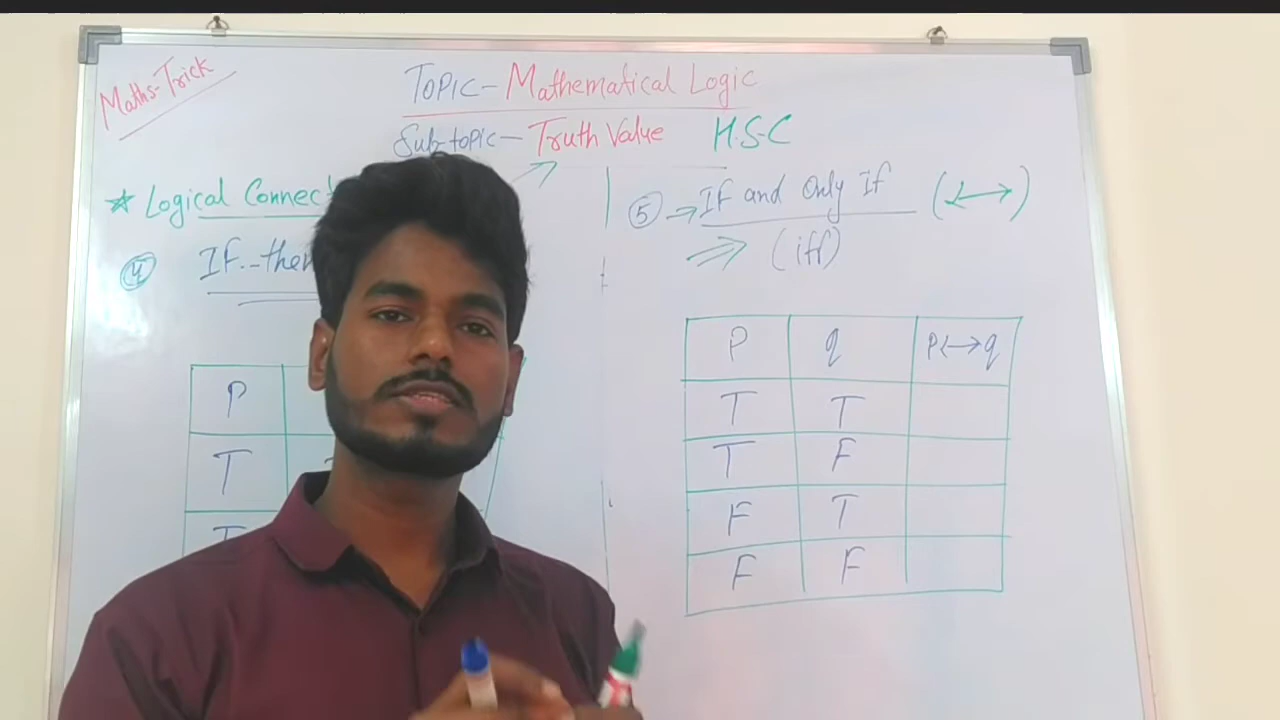 Maths-Trick
Topic- Mathematical Logic
Sub-topic- Truth Value H.S.C
* Logical Connect
④ If--then
P
T
T
⑤ ⇒ If and Only If (↔)
⇒ (iff)
P q P↔q
T T
T F
F T
F F